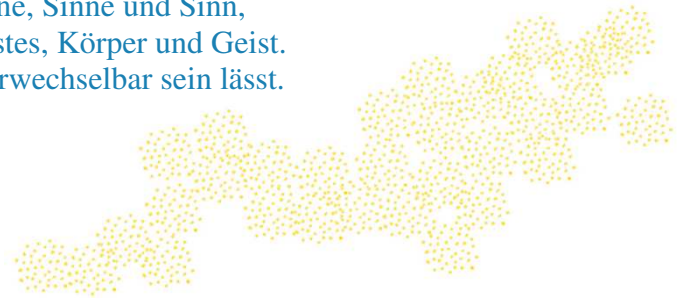 ne, Sinne und Sinn,
stes, Körper und Geist.
rwechselbar sein lässt.